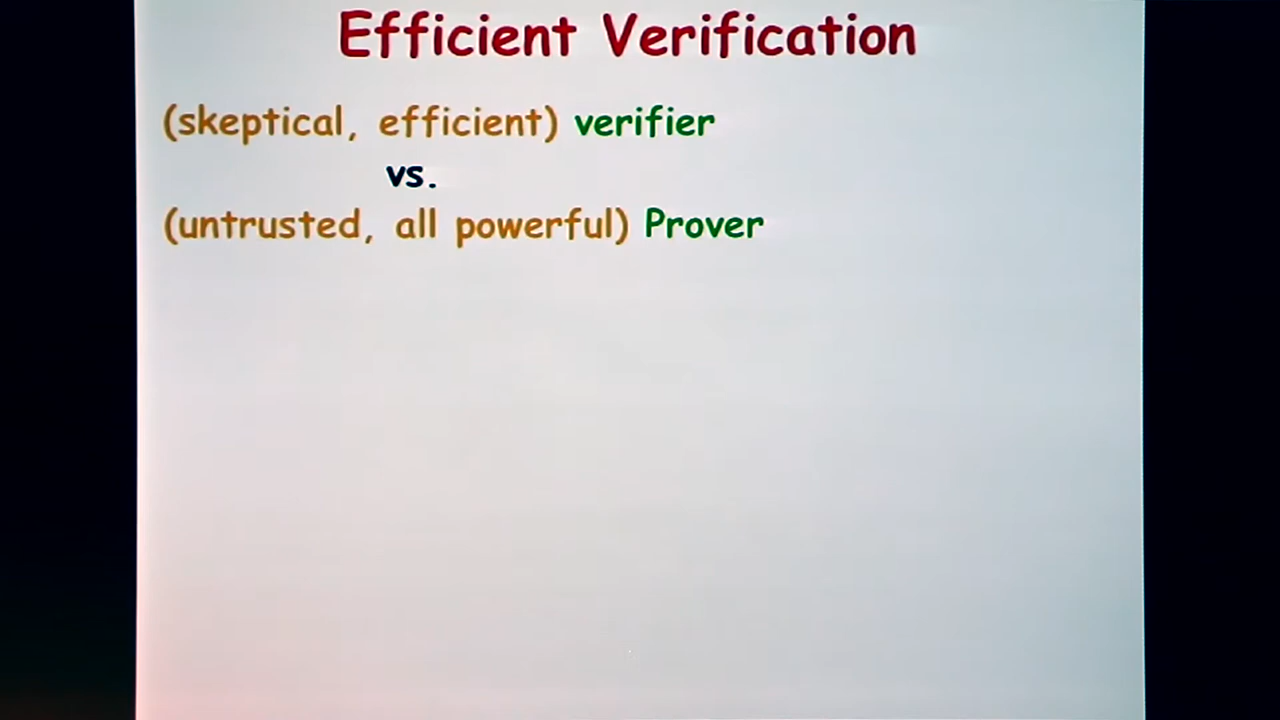 Efficient Verification
(skeptical, efficient) verifier
vs.
(untrusted, all powerful) Prover